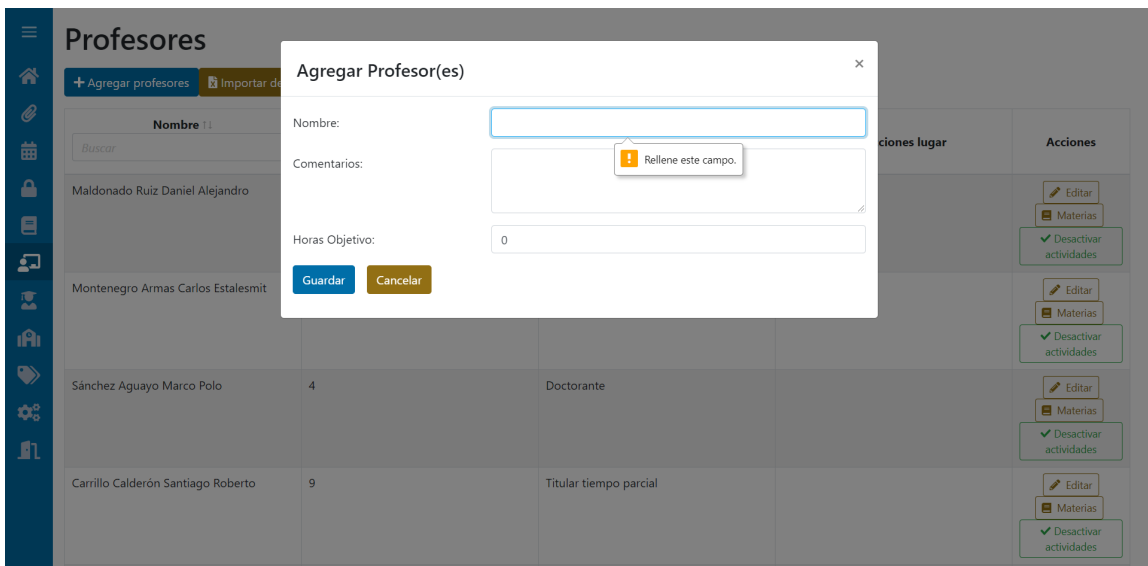 Profesores
Agregar profesores
Importar de
Agregar Profesor(es)
×
Nombre:
Rellene este campo.
Comentarios:
Horas Objetivo:
0
Guardar
Cancelar
Nombre
ciones lugar
Acciones
Buscar
Maldonado Ruiz Daniel Alejandro
Editar
Materias
Desactivar
actividades
Montenegro Armas Carlos Estalesmit
Editar
Materias
Desactivar
actividades
Sánchez Aguayo Marco Polo
4
Doctorante
Editar
Materias
Desactivar
actividades
Carrillo Calderón Santiago Roberto
9
Titular tiempo parcial
Editar
Materias
Desactivar
actividades